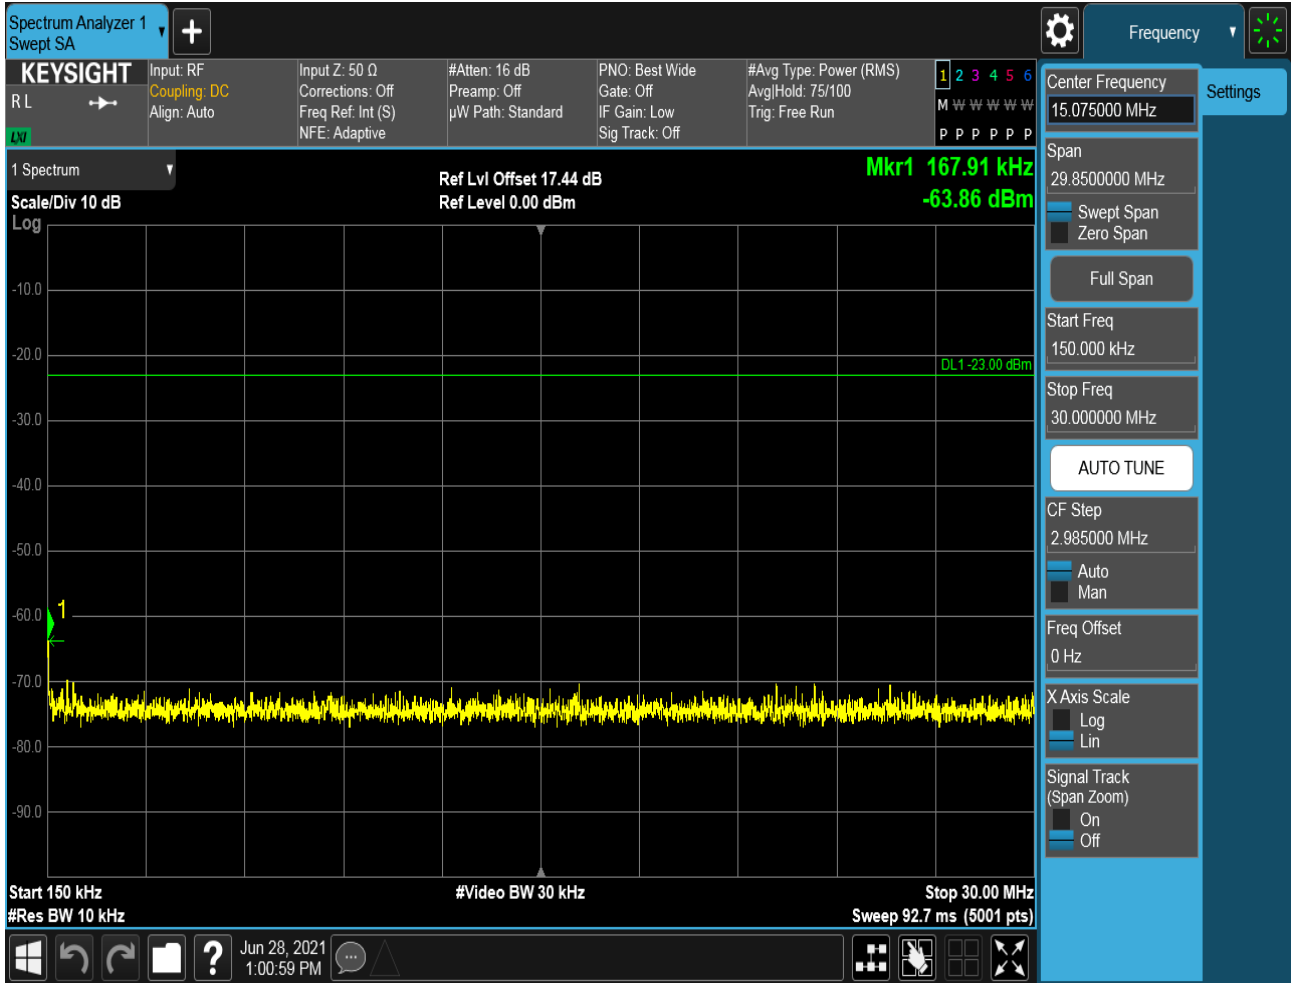 Spectrum Analyzer 1
Swept SA
Frequency
KEYSIGHT
R L
LXI
Input: RF
Coupling: DC
Align: Auto
Input Z: 50 Ω
Corrections: Off
Freq Ref: Int (S)
NFE: Adaptive
#Atten: 16 dB
Preamp: Off
µW Path: Standard
PNO: Best Wide
Gate: Off
IF Gain: Low
Sig Track: Off
#Avg Type: Power (RMS)
Avg|Hold: 75/100
Trig: Free Run
1 2 3 4 5 6
M W W W W W
P P P P P P
1 Spectrum
Scale/Div 10 dB
Log
Ref Lvl Offset 17.44 dB
Ref Level 0.00 dBm
Mkr1 167.91 kHz
-63.86 dBm
-10.0
-20.0
DL1 -23.00 dBm
-30.0
-40.0
-50.0
-60.0
1
-70.0
-80.0
-90.0
Start 150 kHz
#Res BW 10 kHz
#Video BW 30 kHz
Stop 30.00 MHz
Sweep 92.7 ms (5001 pts)
Center Frequency
15.075000 MHz
Settings
Span
29.8500000 MHz
Swept Span
Zero Span
Full Span
Start Freq
150.000 kHz
Stop Freq
30.000000 MHz
AUTO TUNE
CF Step
2.985000 MHz
Auto
Man
Freq Offset
0 Hz
X Axis Scale
Log
Lin
Signal Track
(Span Zoom)
On
Off
?
Jun 28, 2021
1:00:59 PM